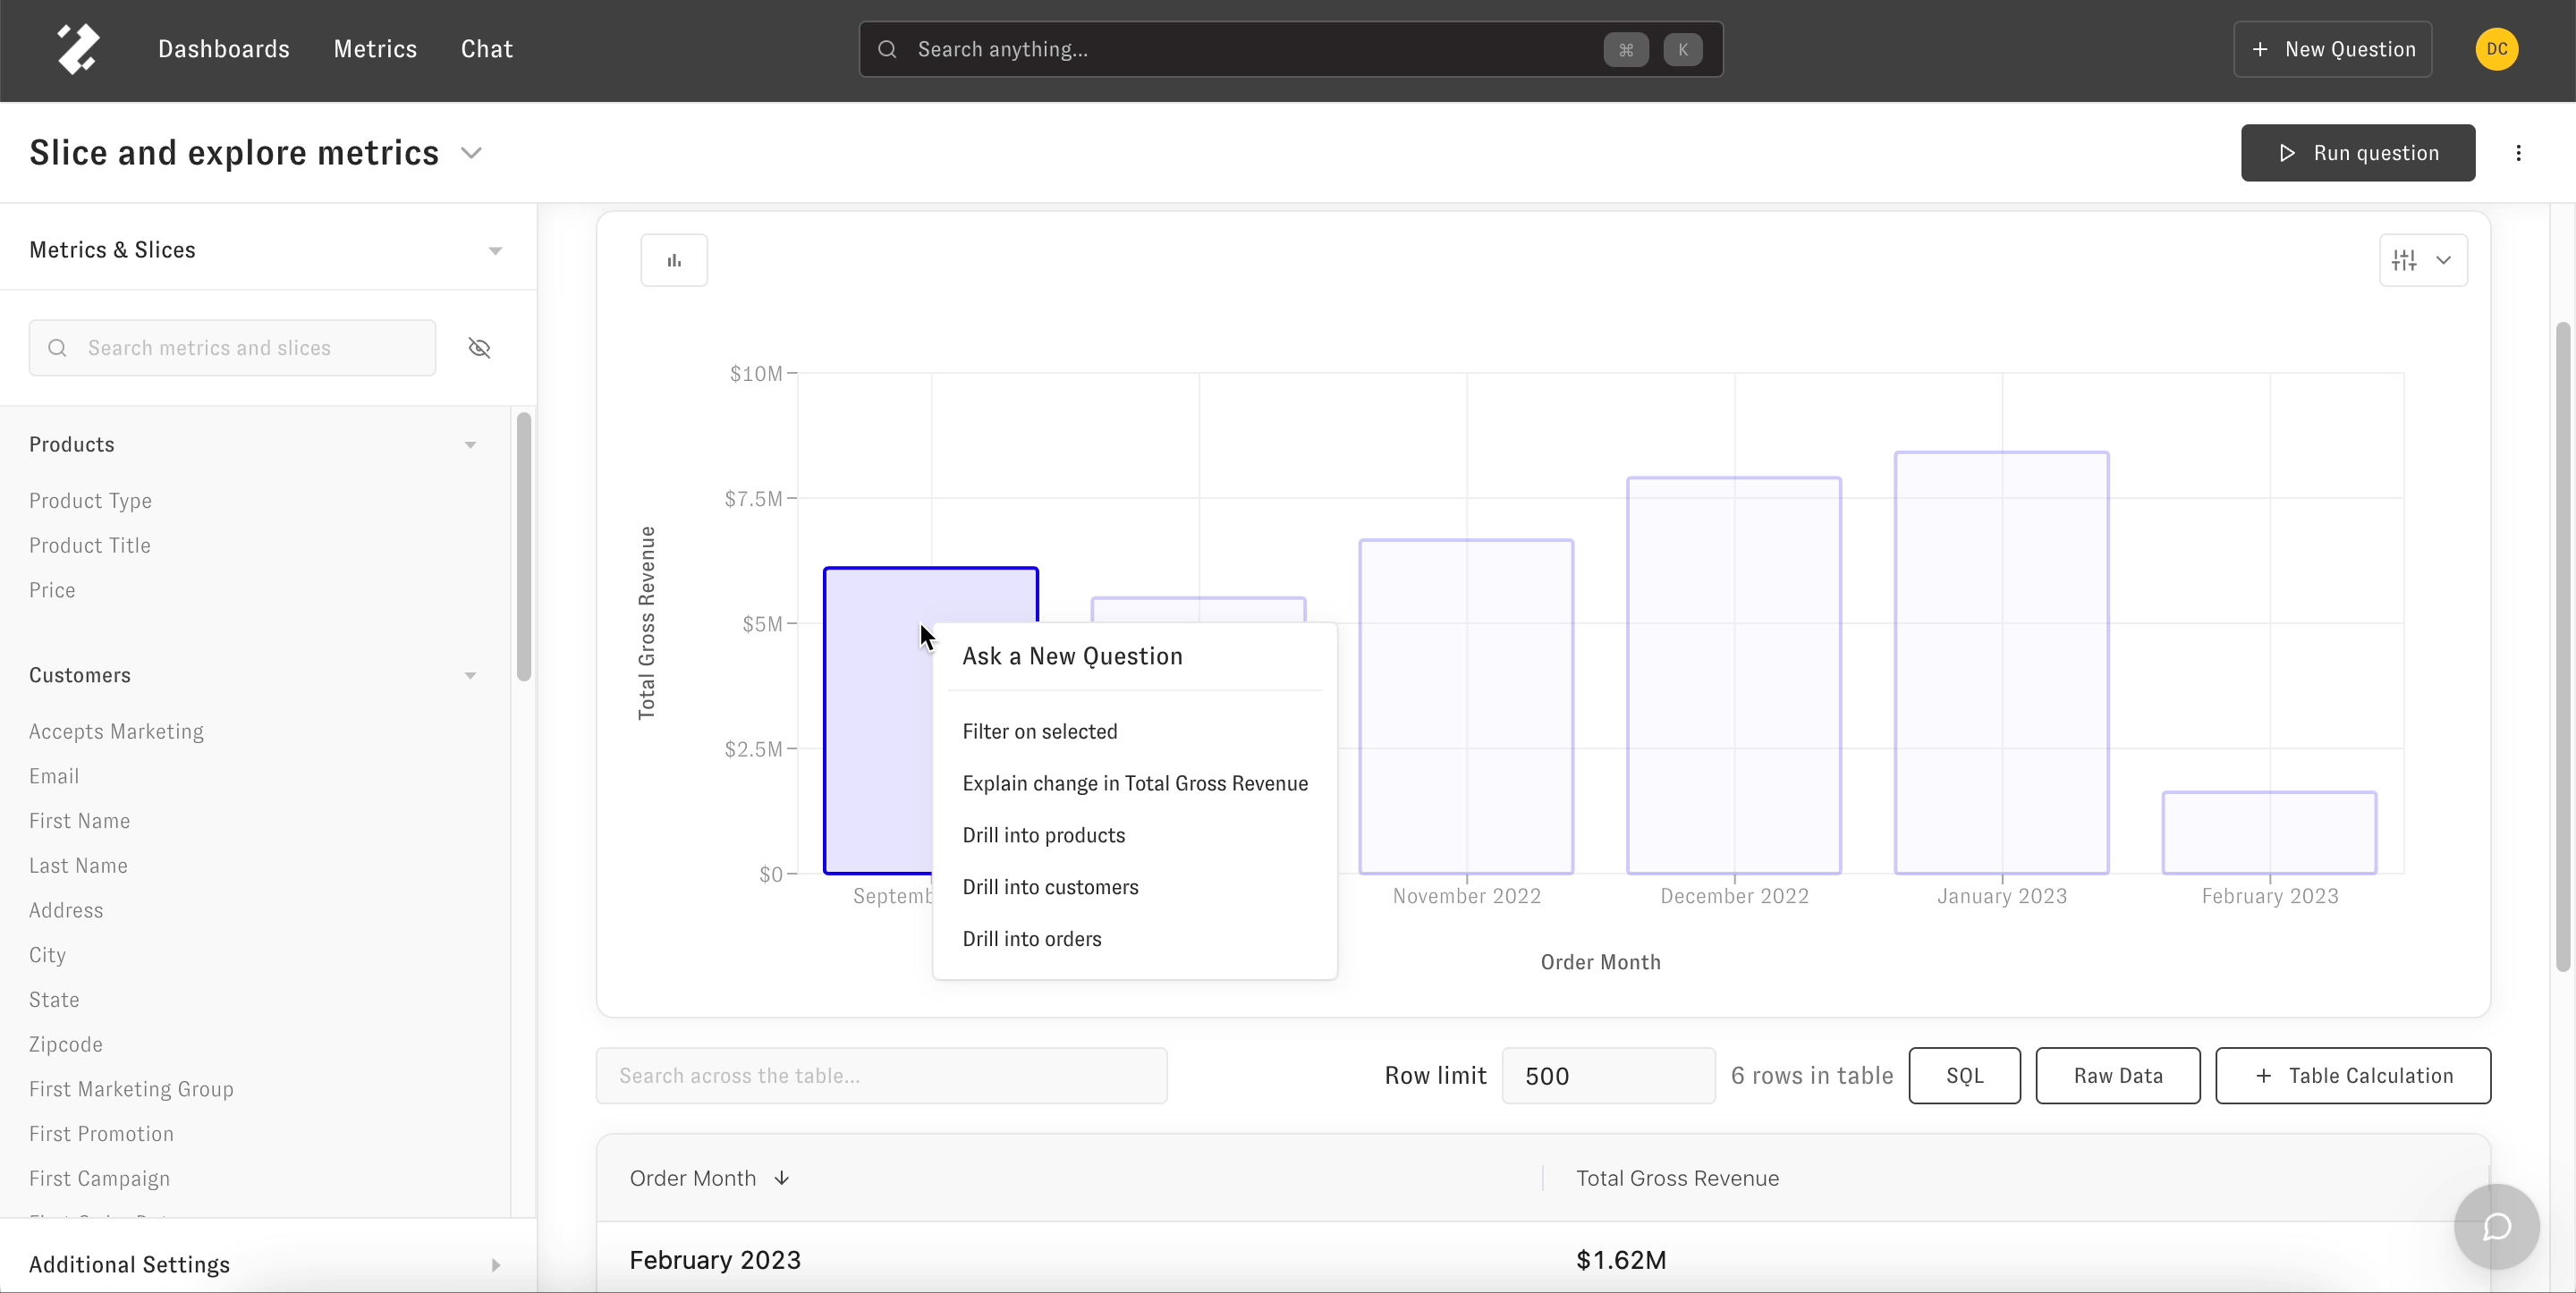 Dashboards
Metrics
Chat
Search anything...
⌘
K
+ New Question
DC
Slice and explore metrics
Run question
Metrics & Slices
Search metrics and slices
Products
Product Type
Product Title
Price
Customers
Accepts Marketing
Email
First Name
Last Name
Address
City
State
Zipcode
First Marketing Group
First Promotion
First Campaign
Additional Settings
Total Gross Revenue
$10M
$7.5M
$5M
$2.5M
$0
Ask a New Question
Filter on selected
Explain change in Total Gross Revenue
Drill into products
Drill into customers
Drill into orders
November 2022
December 2022
January 2023
February 2023
Order Month
Search across the table...
Row limit
500
6 rows in table
SQL
Raw Data
+ Table Calculation
Order Month
Total Gross Revenue
February 2023
$1.62M